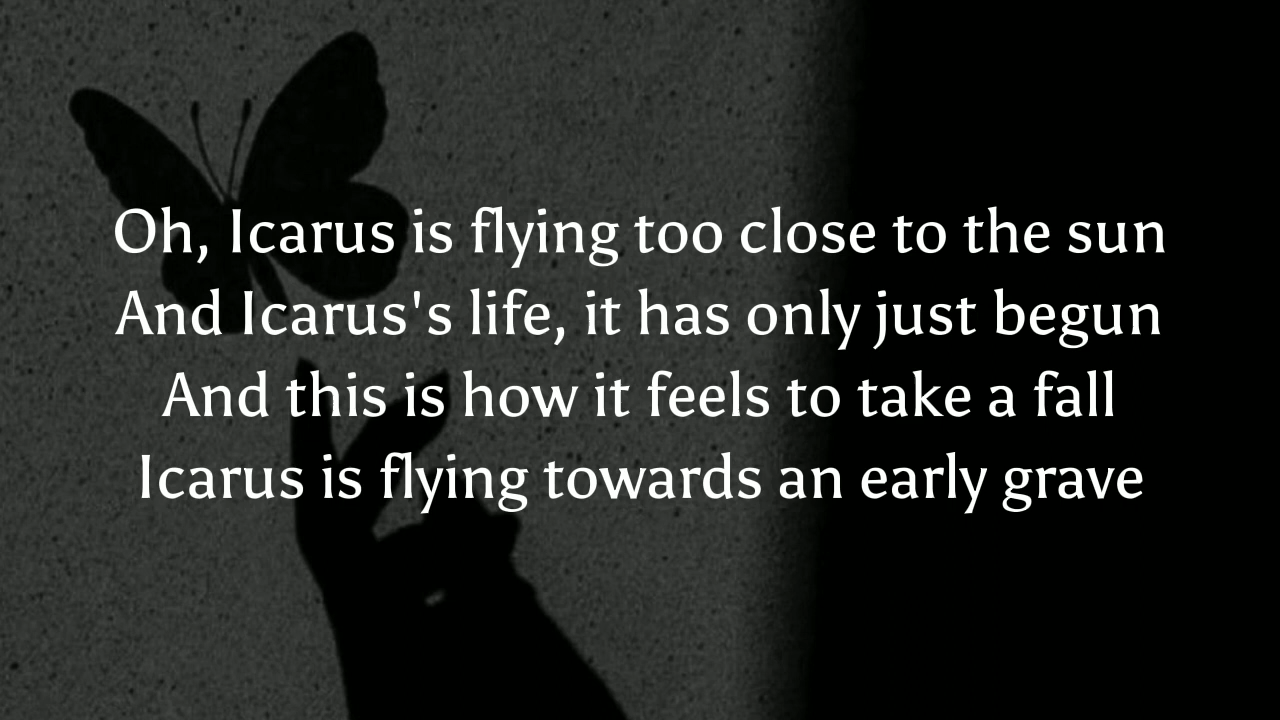 Oh, Icarus is flying too close to the sun
And Icarus's life, it has only just begun
And this is how it feels to take a fall
Icarus is flying towards an early grave